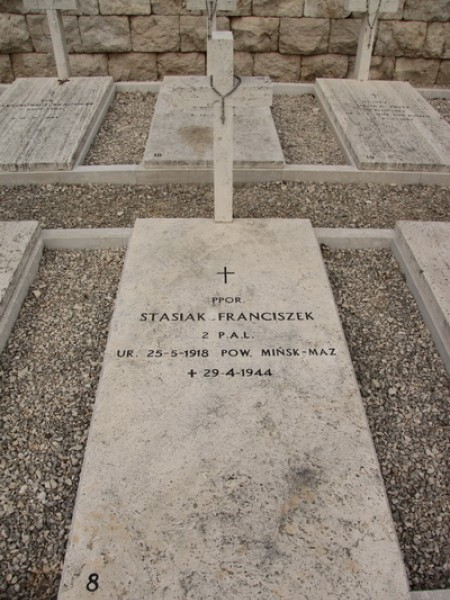 PPOR.
STASIAK FRANCISZEK
2 P.A.L.
UR. 25-5-1918 POW. MIŃSK-MAZ
✝ 29-4-1944
8